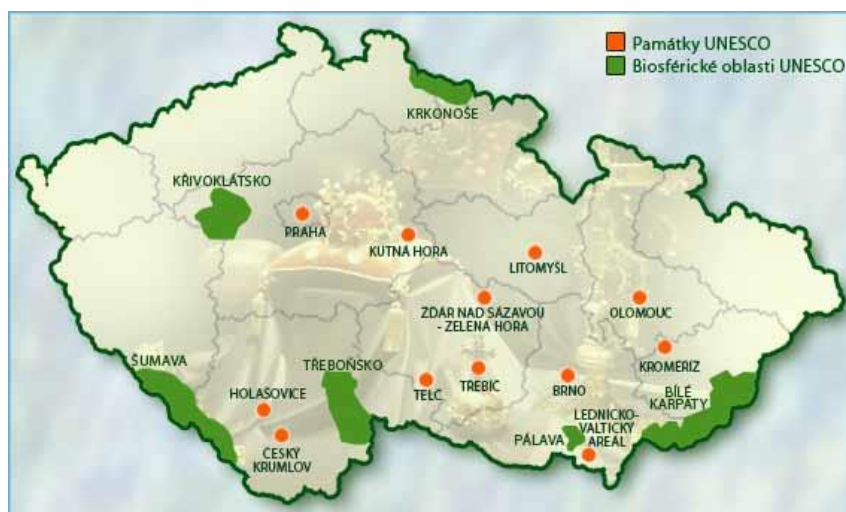 Památky UNESCO
Biosférické oblasti UNESCO
KRKONOŠE
KŘIVOKLÁTSKO
PRAHA
KUTNÁ HORA
LITOMYŠL
ŽĎÁR NAD SÁZAVOU
- ZELENÁ HORA
OLOMOUC
KROMĚŘÍŽ
ŠUMAVA
TŘEBOŇSKO
HOLAŠOVICE
TELČ
TŘEBÍČ
BRNO
BÍLÉ
KARPATY
LEDNICKO-
VALTICKÝ
AREÁL
PÁLAVA
ČESKÝ
KRUMLOV